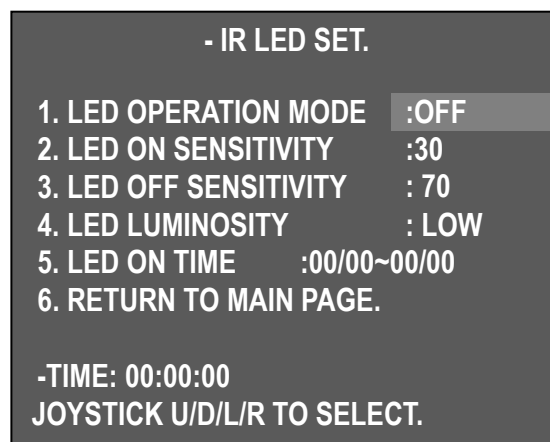 - IR LED SET.
1. LED OPERATION MODE :OFF
2. LED ON SENSITIVITY :30
3. LED OFF SENSITIVITY : 70
4. LED LUMINOSITY : LOW
5. LED ON TIME :00/00~00/00
6. RETURN TO MAIN PAGE.
-TIME: 00:00:00
JOYSTICK U/D/L/R TO SELECT.